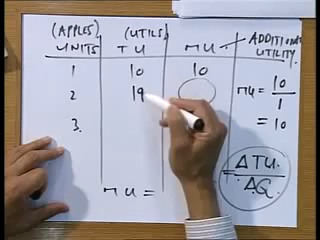 (APPLES) (UTILS) ADDITIONAL
UNITS TU MU UTILITY
1 10 10 MU = 10/1
2 19 = 10
3. ΔTU/ΔQ
MU =